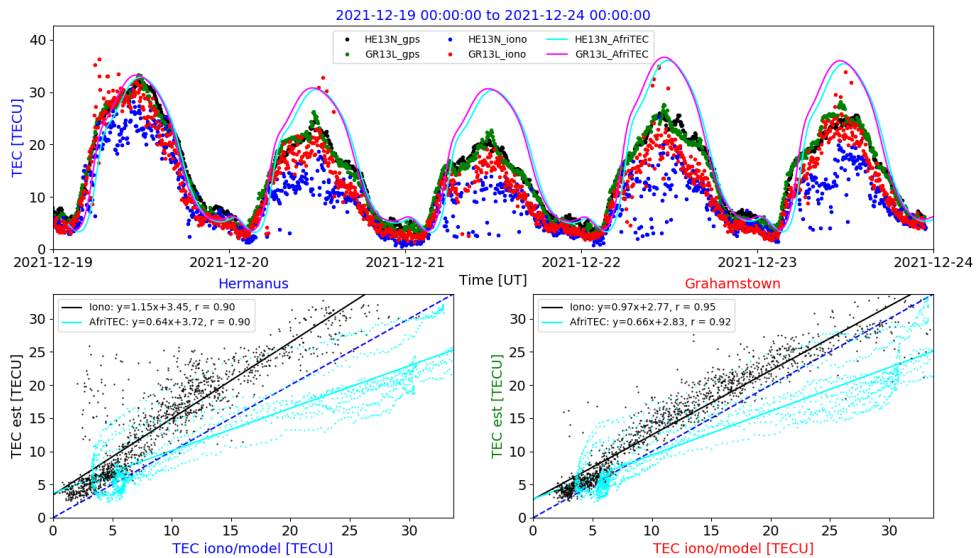 2021-12-19 00:00:00 to 2021-12-24 00:00:00
HE13N_gps HE13N_iono HE13N_AfriTEC
GR13L_gps GR13L_iono GR13L_AfriTEC
TEC [TECU]
40
30
20
10
0
2021-12-19 2021-12-20 2021-12-21 2021-12-22 2021-12-23 2021-12-24
Time [UT]
Hermanus
Iono: y=1.15x+3.45, r = 0.90
AfriTEC: y=0.64x+3.72, r = 0.90
TEC est [TECU]
30
25
20
15
10
5
0
0 5 10 15 20 25 30
TEC iono/model [TECU]
Grahamstown
Iono: y=0.97x+2.77, r = 0.95
AfriTEC: y=0.66x+2.83, r = 0.92
TEC est [TECU]
30
25
20
15
10
5
0
0 5 10 15 20 25 30
TEC iono/model [TECU]